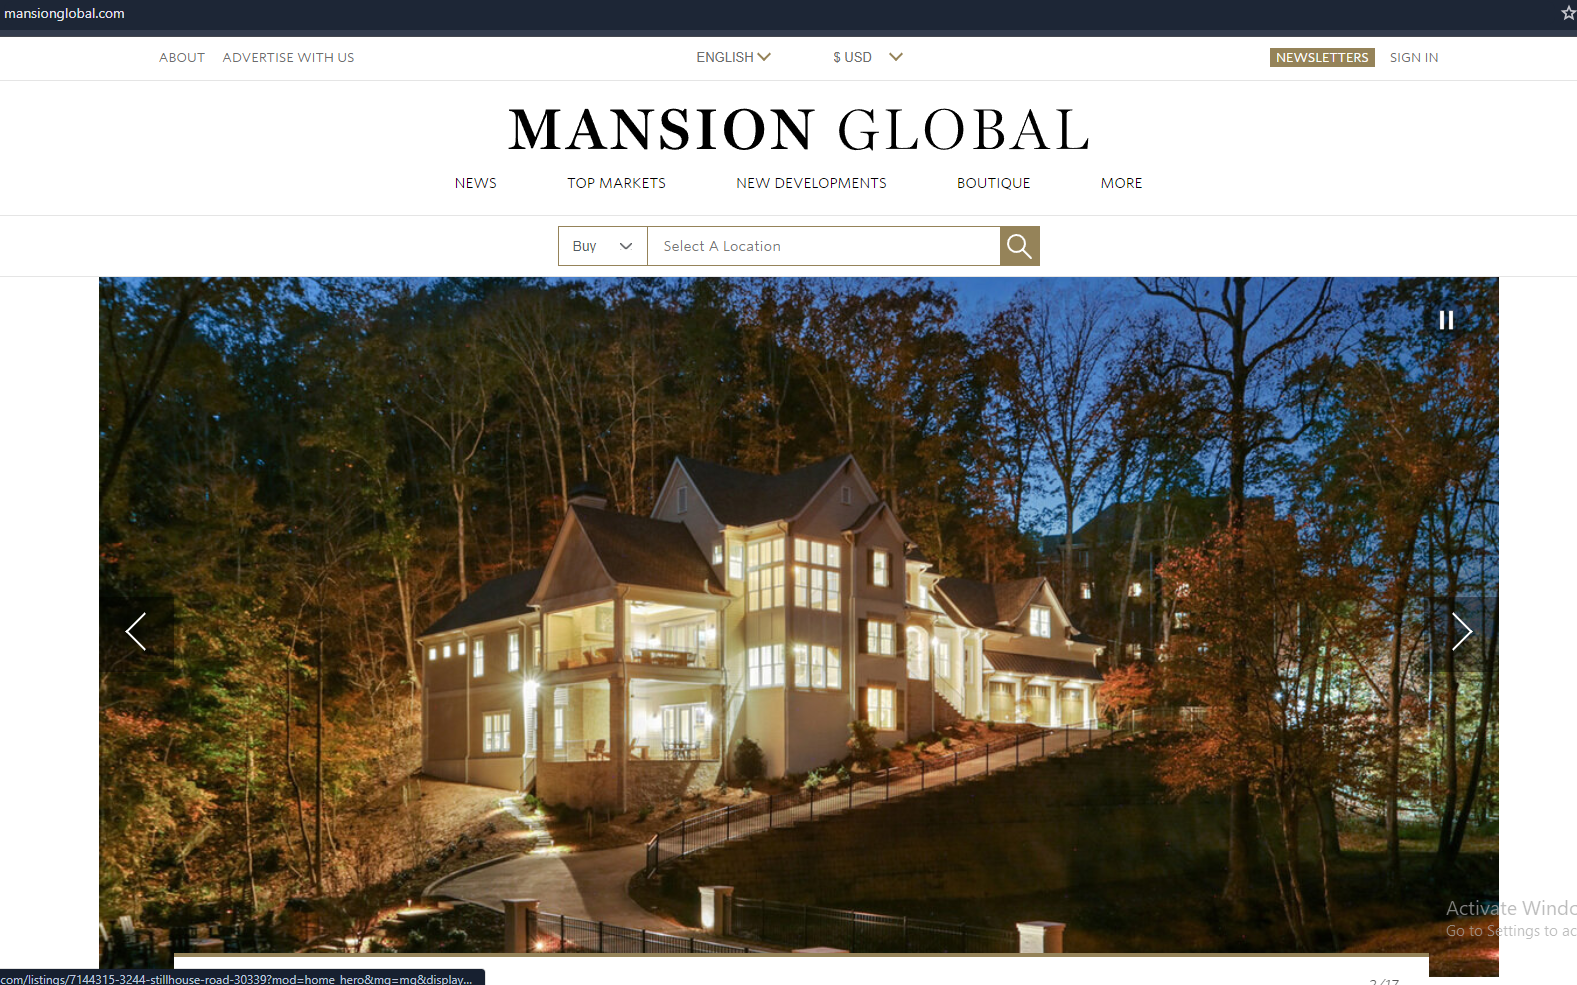 mansionglobal.com
ABOUT ADVERTISE WITH US ENGLISH $ USD NEWSLETTERS SIGN IN
MANSION GLOBAL
NEWS TOP MARKETS NEW DEVELOPMENTS BOUTIQUE MORE
Buy Select A Location
Activate Windo
Go to Settings to ac
com/listings/7144315-3244-stillhouse-road-30339?mod=home_hero&mg=mg&display...
2/17